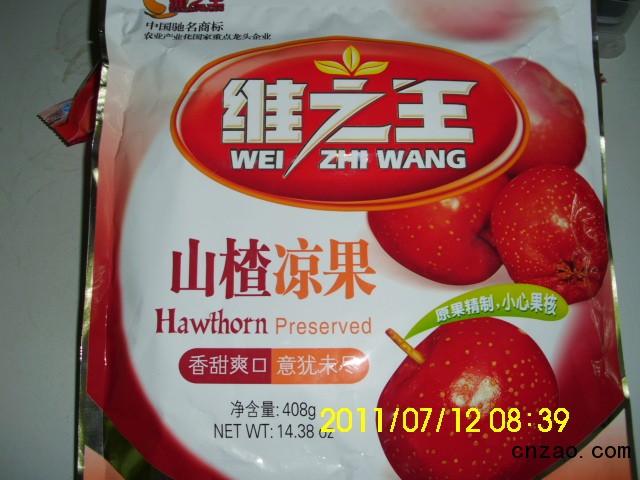 维之王
中国驰名商标
农业产业化国家重点龙头企业
维之王
WEI ZHI WANG
山楂凉果
Hawthorn Preserved
原果精制,小心果核
香甜爽口 意犹未尽
净含量:408g
NET WT: 14.38 oz
2011/07/12 08:39
cnzao.com